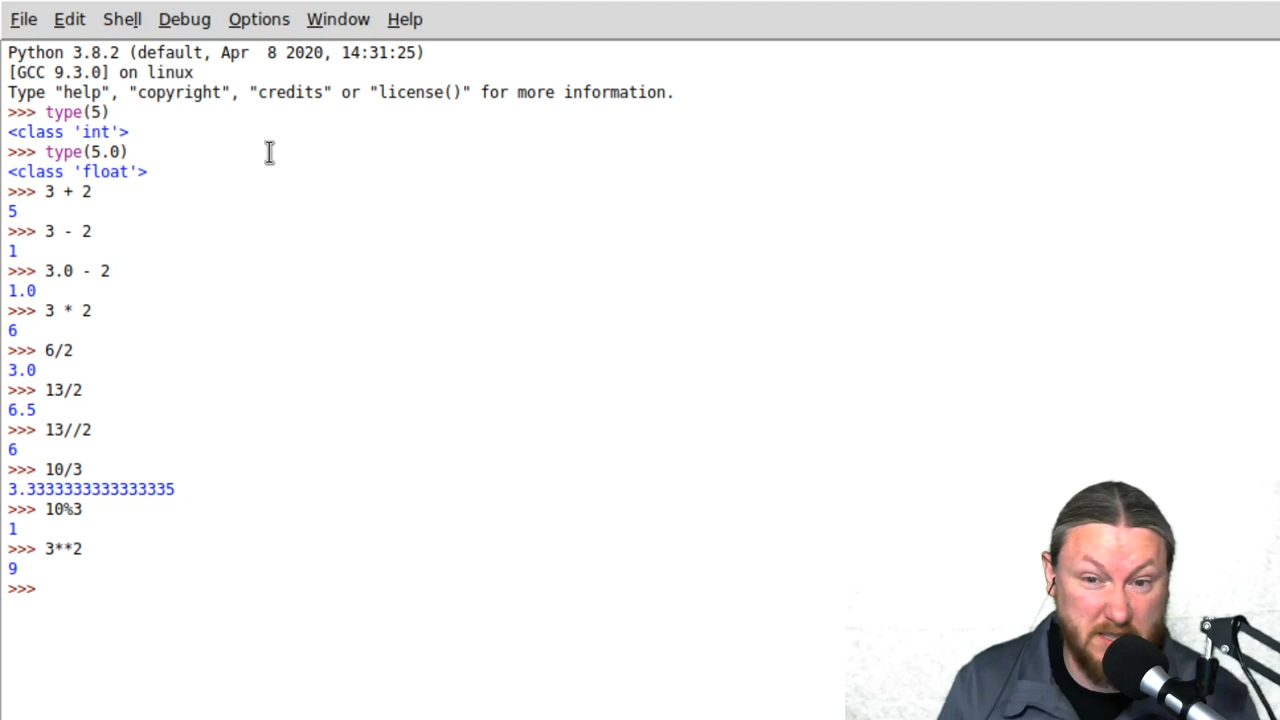 File Edit Shell Debug Options Window Help
Python 3.8.2 (default, Apr  8 2020, 14:31:25)
[GCC 9.3.0] on linux
Type "help", "copyright", "credits" or "license()" for more information.
>>> type(5)
<class 'int'>
>>> type(5.0)
<class 'float'>
>>> 3 + 2
5
>>> 3 - 2
1
>>> 3.0 - 2
1.0
>>> 3 * 2
6
>>> 6/2
3.0
>>> 13/2
6.5
>>> 13//2
6
>>> 10/3
3.3333333333333335
>>> 10%3
1
>>> 3**2
9
>>>